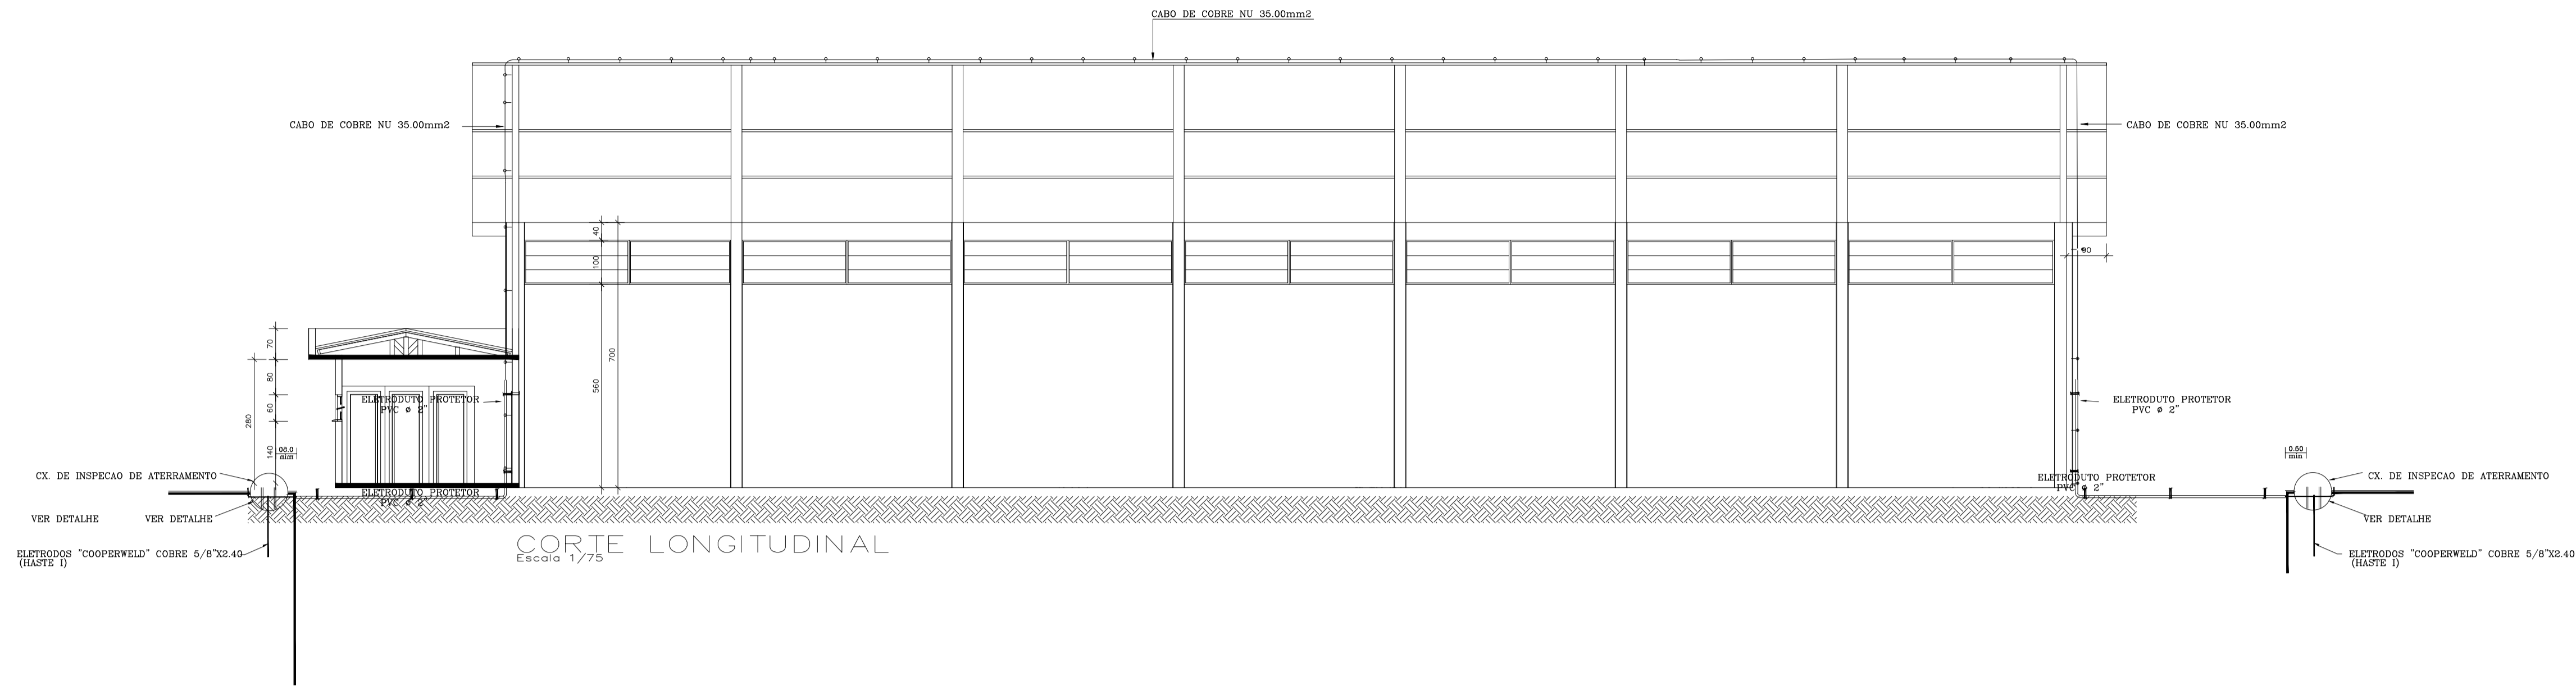 CABO DE COBRE NU 35.00mm2
CABO DE COBRE NU 35.00mm2
CABO DE COBRE NU 35.00mm2
40
100
560
700
90
70
80
60
140
280
ELETRODUTO PROTETOR
PVC ø 2"
ELETRODUTO PROTETOR
PVC ø 2"
0.50
min
CX. DE INSPECAO DE ATERRAMENTO
ELETRODUTO PROTETOR
PVC ø 2"
ELETRODUTO PROTETOR
PVC ø 2"
CX. DE INSPECAO DE ATERRAMENTO
VER DETALHE
VER DETALHE
VER DETALHE
ELETRODOS "COOPERWELD" COBRE 5/8"X2.40
(HASTE I)
CORTE LONGITUDINAL
Escala 1/75
ELETRODOS "COOPERWELD" COBRE 5/8"X2.40
(HASTE I)